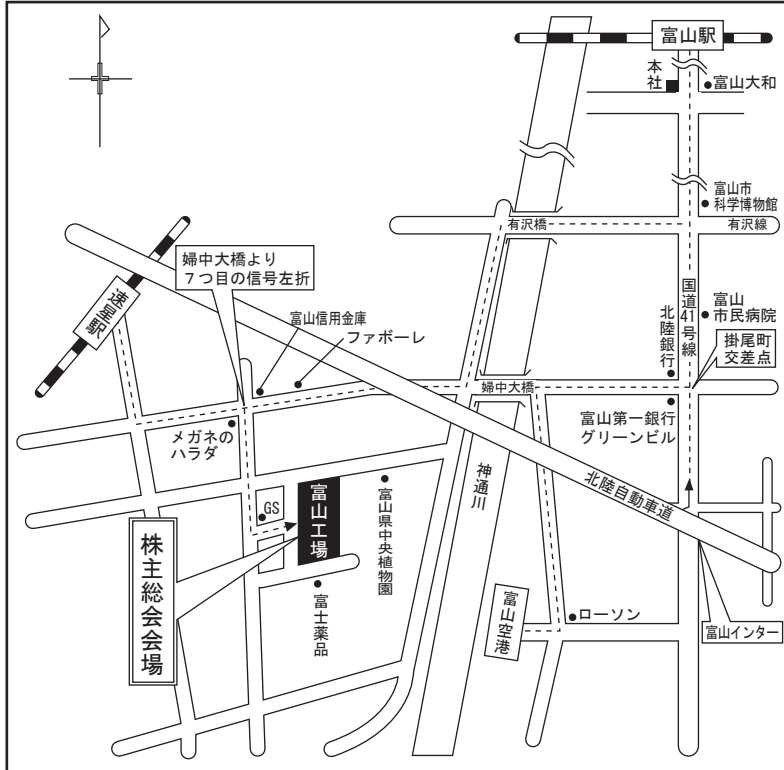 富山駅
本社
富山大和
富山市
科学博物館
有沢橋
有沢線
婦中大橋より
7つ目の信号左折
速星駅
国道41号線
富山
市民病院
北陸銀行
掛尾町
交差点
富山信用金庫
ファボーレ
婦中大橋
富山第一銀行
グリーンビル
メガネの
ハラダ
神通川
北陸自動車道
GS
富山工場
富山県中央植物園
株主総会会場
富士薬品
富山空港
ローソン
富山インター